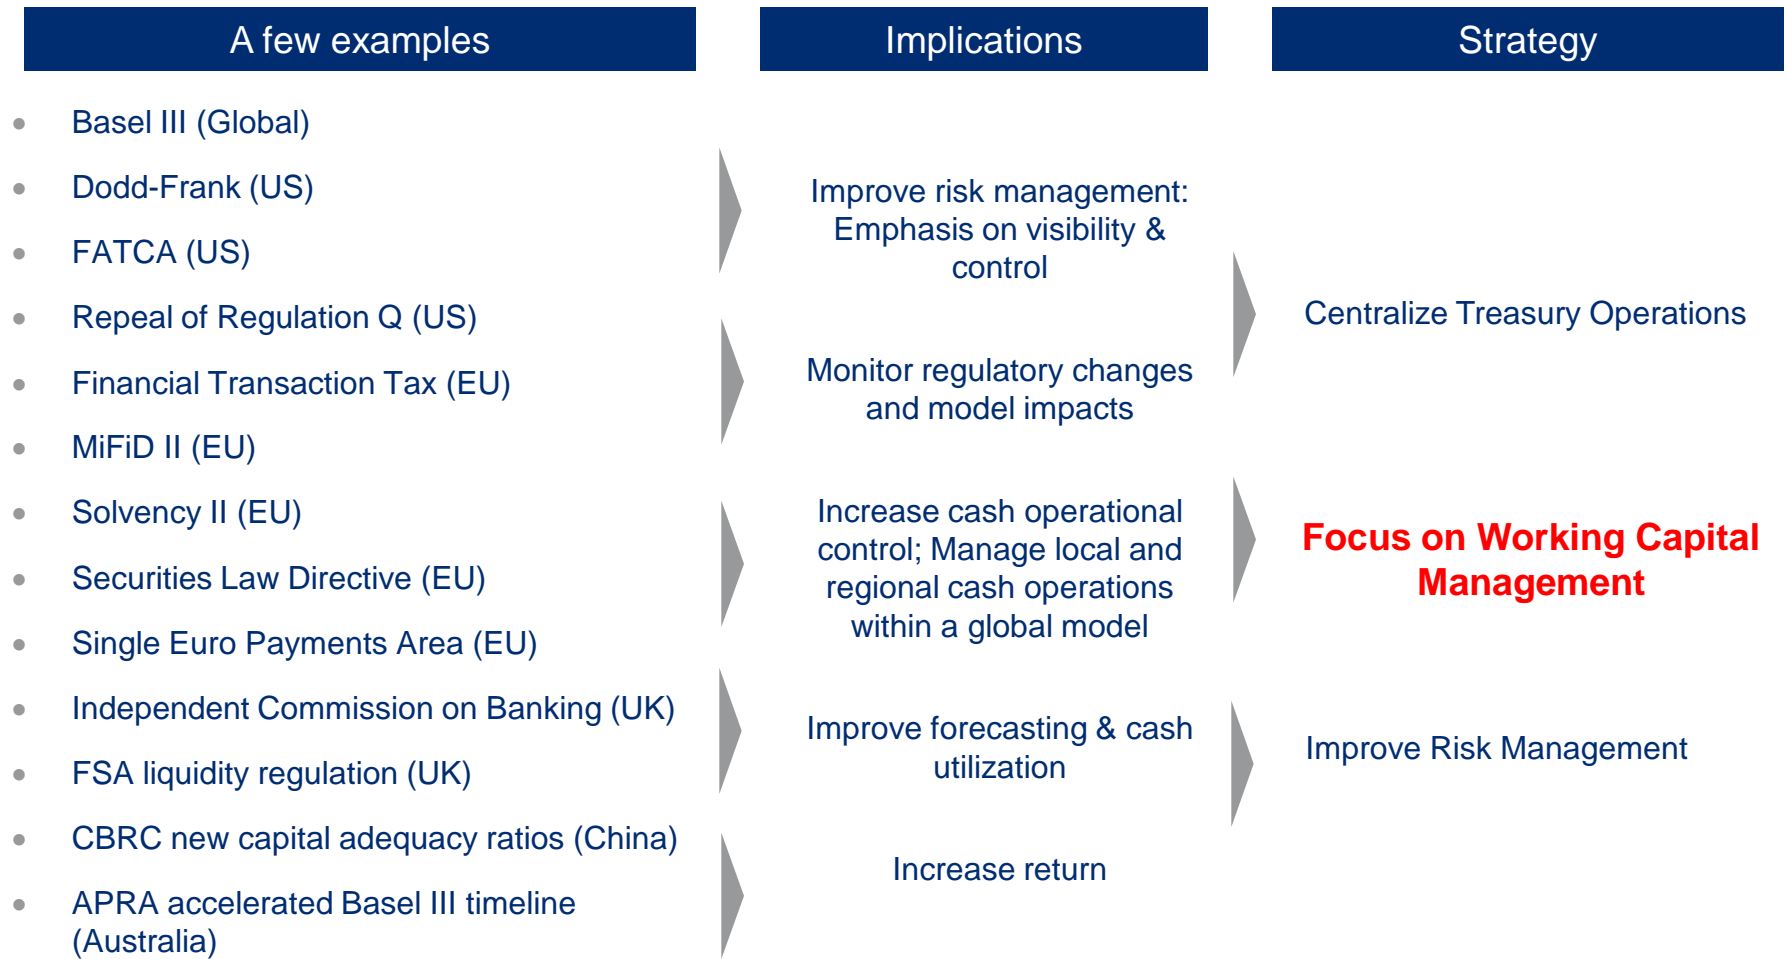 A few examples
Basel III (Global)
Dodd-Frank (US)
FATCA (US)
Repeal of Regulation Q (US)
Financial Transaction Tax (EU)
MiFiD II (EU)
Solvency II (EU)
Securities Law Directive (EU)
Single Euro Payments Area (EU)
Independent Commission on Banking (UK)
FSA liquidity regulation (UK)
CBRC new capital adequacy ratios (China)
APRA accelerated Basel III timeline
(Australia)
Implications
Improve risk management:
Emphasis on visibility &
control
Monitor regulatory changes
and model impacts
Increase cash operational
control; Manage local and
regional cash operations
within a global model
Improve forecasting & cash
utilization
Increase return
Strategy
Centralize Treasury Operations
Focus on Working Capital
Management
Improve Risk Management